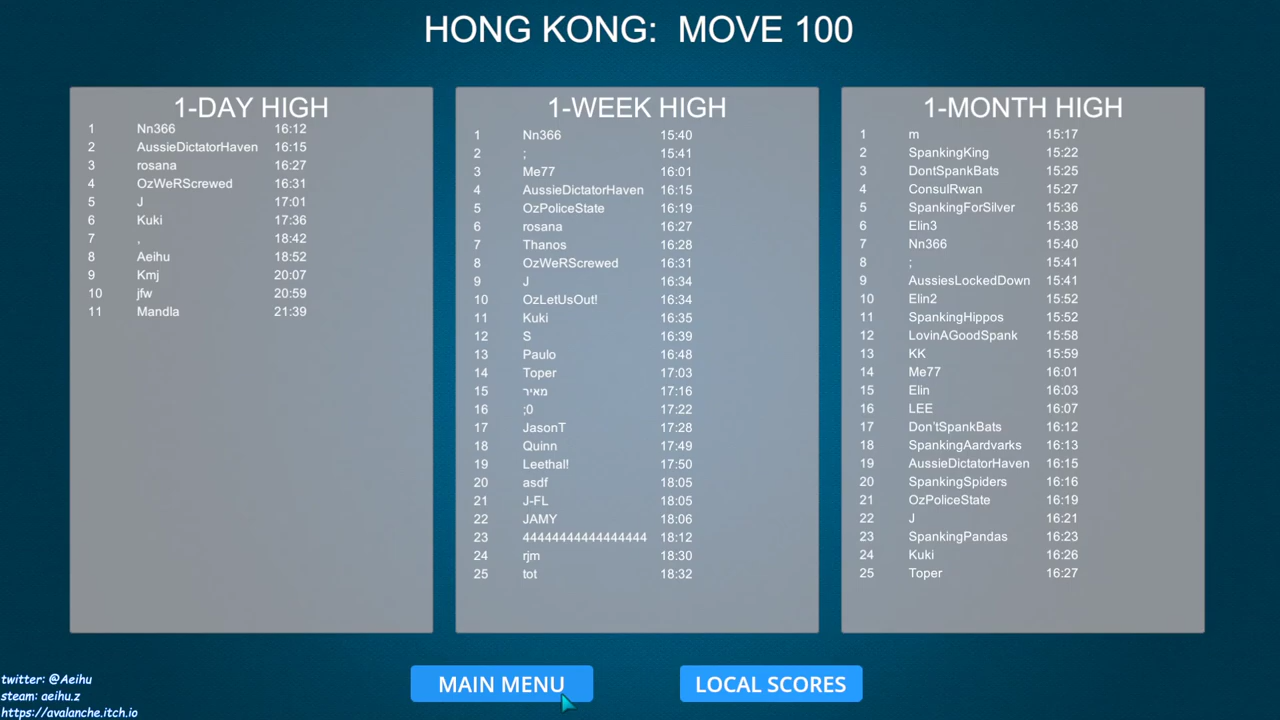 HONG KONG: MOVE 100
1-DAY HIGH
1 Nn366 16:12
2 AussieDictatorHaven 16:15
3 rosana 16:27
4 OzWeRScrewed 16:31
5 J 17:01
6 Kuki 17:36
7 , 18:42
8 Aeihu 18:52
9 Kmj 20:07
10 jfw 20:59
11 Mandla 21:39
1-WEEK HIGH
1 Nn366 15:40
2 ; 15:41
3 Me77 16:01
4 AussieDictatorHaven 16:15
5 OzPoliceState 16:19
6 rosana 16:27
7 Thanos 16:28
8 OzWeRScrewed 16:31
9 J 16:34
10 OzLetUsOut! 16:34
11 Kuki 16:35
12 S 16:39
13 Paulo 16:48
14 Toper 17:03
15 מאיר 17:16
16 ;0 17:22
17 JasonT 17:28
18 Quinn 17:49
19 Leethal! 17:50
20 asdf 18:05
21 J-FL 18:05
22 JAMY 18:06
23 44444444444444444 18:12
24 rjm 18:30
25 tot 18:32
1-MONTH HIGH
1 m 15:17
2 SpankingKing 15:22
3 DontSpankBats 15:25
4 ConsulRwan 15:27
5 SpankingForSilver 15:36
6 Elin3 15:38
7 Nn366 15:40
8 ; 15:41
9 AussiesLockedDown 15:41
10 Elin2 15:52
11 SpankingHippos 15:52
12 LovinAGoodSpank 15:58
13 KK 15:59
14 Me77 16:01
15 Elin 16:03
16 LEE 16:07
17 Don'tSpankBats 16:12
18 SpankingAardvarks 16:13
19 AussieDictatorHaven 16:15
20 SpankingSpiders 16:16
21 OzPoliceState 16:19
22 J 16:21
23 SpankingPandas 16:23
24 Kuki 16:26
25 Toper 16:27
MAIN MENU
LOCAL SCORES
twitter: @Aeihu
steam: aeihu.z
https://avalanche.itch.io